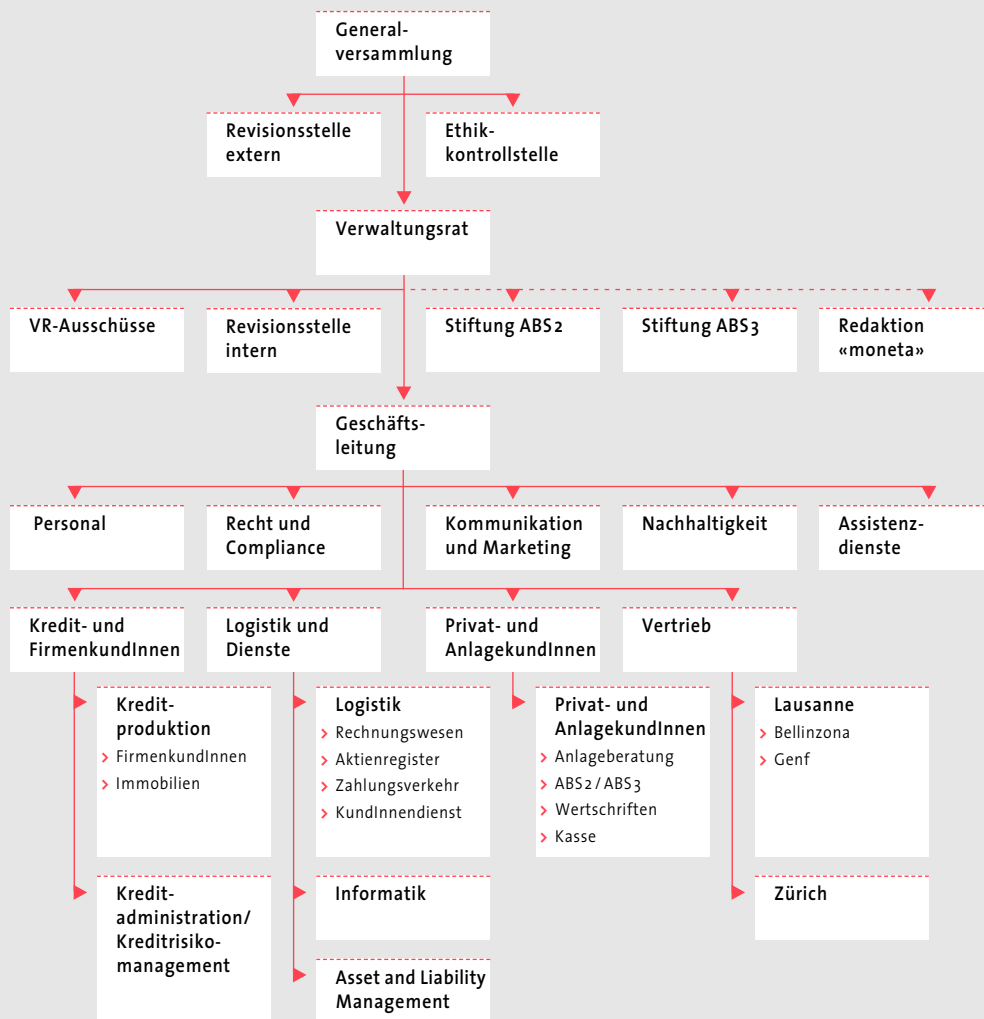 General-
versammlung
Revisionsstelle
extern
Ethik-
kontrollstelle
Verwaltungsrat
VR-Ausschüsse
Revisionsstelle
intern
Stiftung ABS2
Stiftung ABS3
Redaktion
«moneta»
Geschäfts-
leitung
Personal
Recht und
Compliance
Kommunikation
und Marketing
Nachhaltigkeit
Assistenz-
dienste
Kredit- und
FirmenkundInnen
Logistik und
Dienste
Privat- und
AnlagekundInnen
Vertrieb
Kredit-
produktion
FirmenkundInnen
Immobilien
Logistik
Rechnungswesen
Aktienregister
Zahlungsverkehr
KundInnendienst
Privat- und
AnlagekundInnen
Anlageberatung
ABS2/ABS3
Wertschriften
Kasse
Lausanne
Bellinzona
Genf
Kredit-
administration/
Kreditrisiko-
management
Informatik
Zürich
Asset and Liability
Management